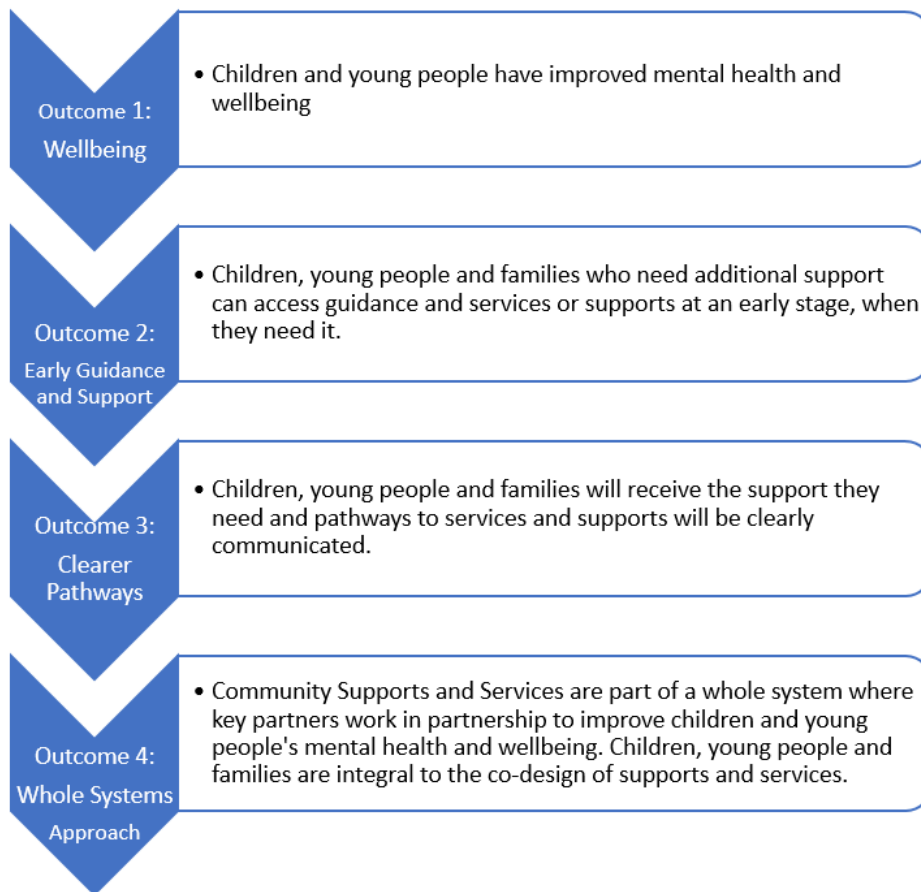 Outcome 1:
Wellbeing
• Children and young people have improved mental health and
wellbeing
Outcome 2:
Early Guidance
and Support
• Children, young people and families who need additional support
can access guidance and services or supports at an early stage, when
they need it.
Outcome 3:
Clearer
Pathways
• Children, young people and families will receive the support they
need and pathways to services and supports will be clearly
communicated.
Outcome 4:
Whole Systems
Approach
• Community Supports and Services are part of a whole system where
key partners work in partnership to improve children and young
people's mental health and wellbeing. Children, young people and
families are integral to the co-design of supports and services.